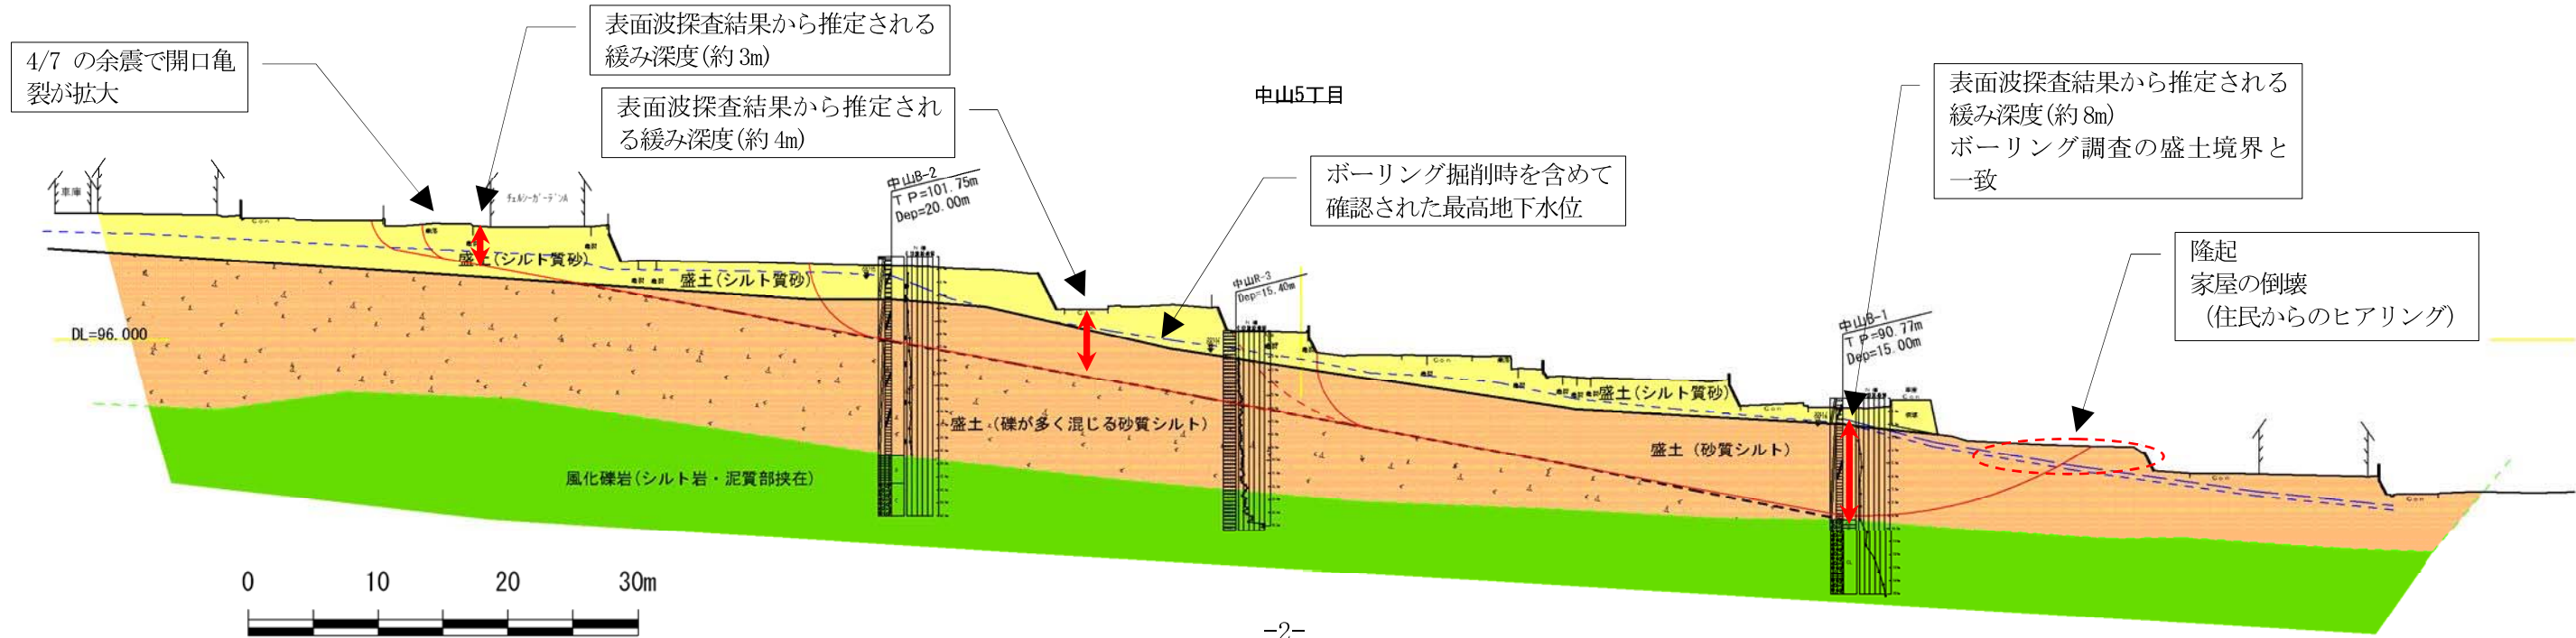 表面波探査結果から推定される
緩み深度(約3m)
4/7 の余震で開口亀
裂が拡大
表面波探査結果から推定され
る緩み深度(約4m)
中山5丁目
表面波探査結果から推定される
緩み深度(約8m)
ボーリング調査の盛土境界と
一致
ボーリング掘削時を含めて
確認された最高地下水位
隆起
家屋の倒壊
(住民からのヒアリング)
車庫
中山B-2
TP=101.75m
Dep=20.00m
盛土(シルト質砂)
盛土(シルト質砂)
中山R-3
Dep=15.40m
DL=96.000
中山B-1
TP=90.77m
Dep=15.00m
盛土(シルト質砂)
盛土(礫が多く混じる砂質シルト)
盛土(砂質シルト)
風化礫岩(シルト岩・泥質部挟在)
0 10 20 30m
-2-